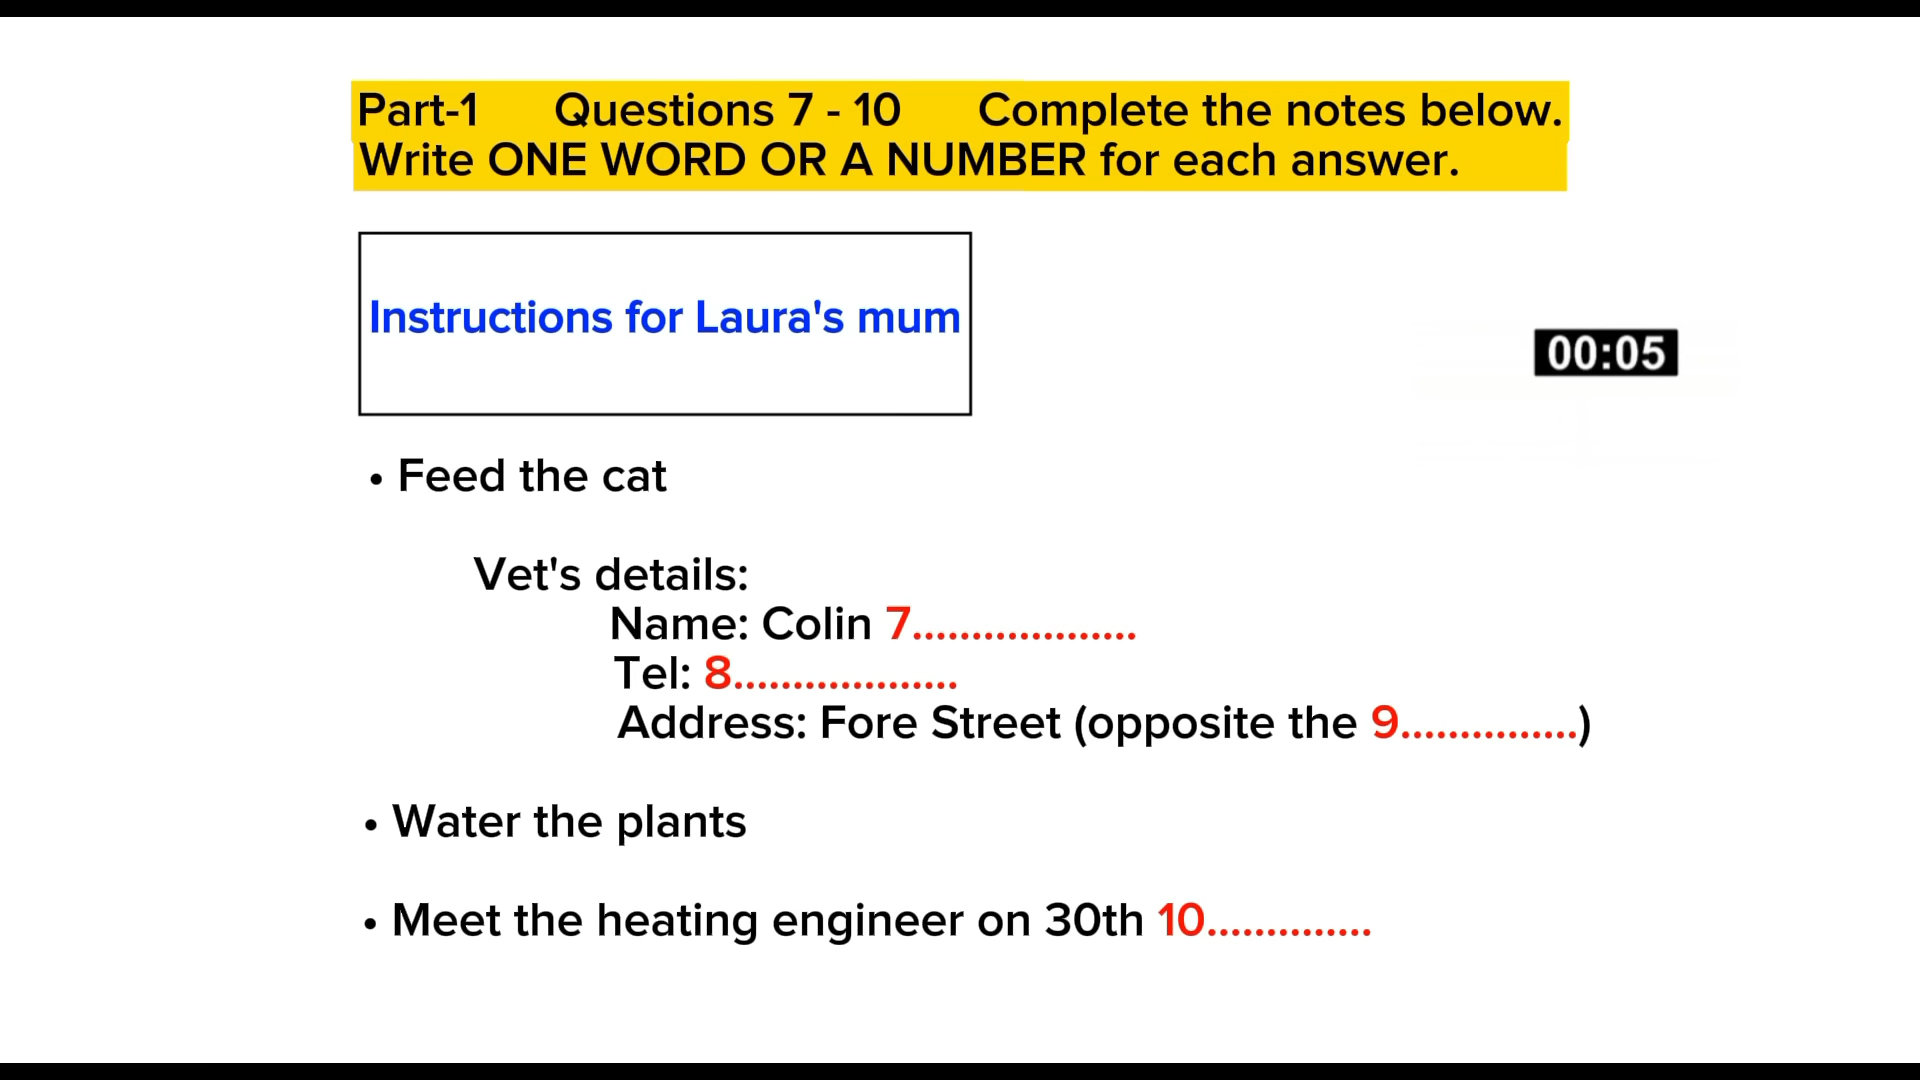 Part-1 Questions 7 - 10 Complete the notes below.
Write ONE WORD OR A NUMBER for each answer.
Instructions for Laura's mum
00:05
• Feed the cat
Vet's details:
Name: Colin 7...................
Tel: 8...................
Address: Fore Street (opposite the 9...............)
• Water the plants
• Meet the heating engineer on 30th 10..............